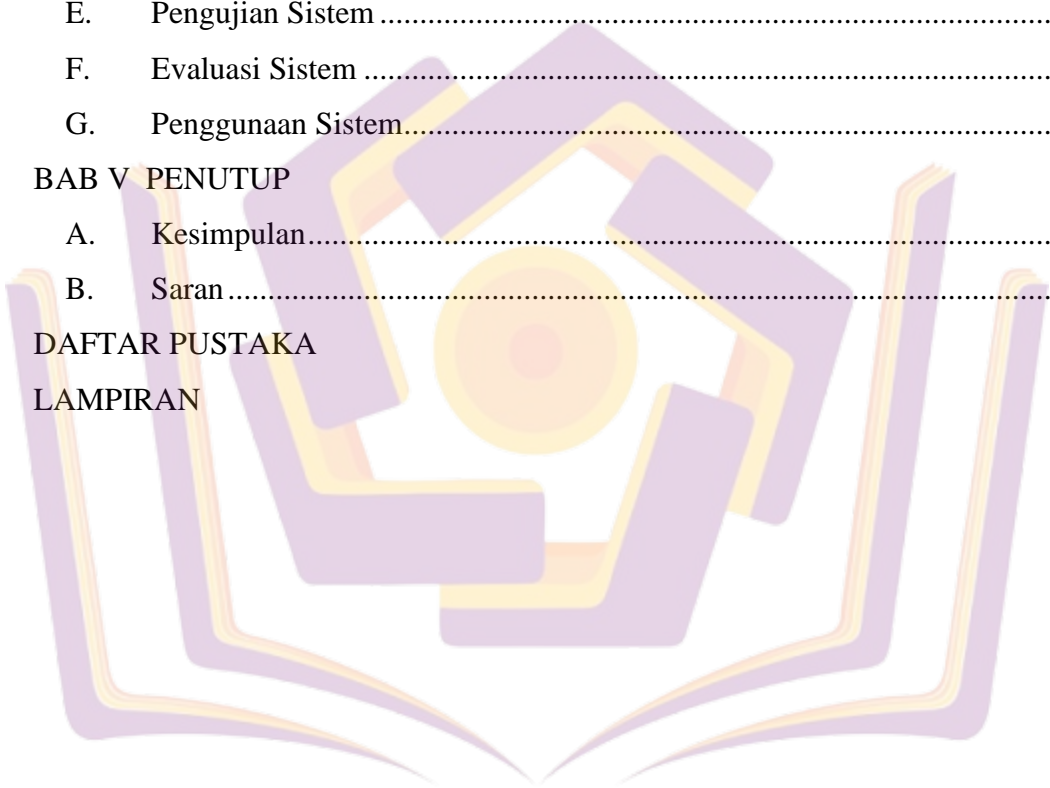 E. Pengujian Sistem ........................................................................................
F. Evaluasi Sistem ..........................................................................................
G. Penggunaan Sistem.....................................................................................
BAB V PENUTUP
A. Kesimpulan.................................................................................................
B. Saran ...........................................................................................................
DAFTAR PUSTAKA
LAMPIRAN